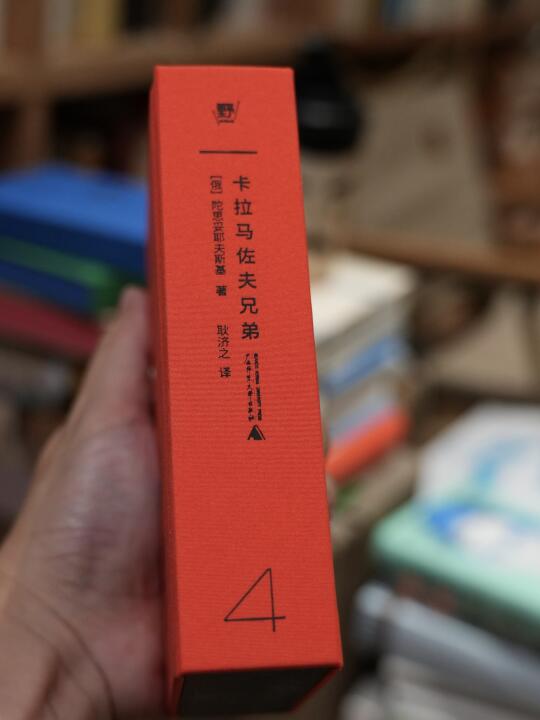 野
卡拉马佐夫兄弟
[俄] 陀思妥耶夫斯基 著
耿济之 译
4